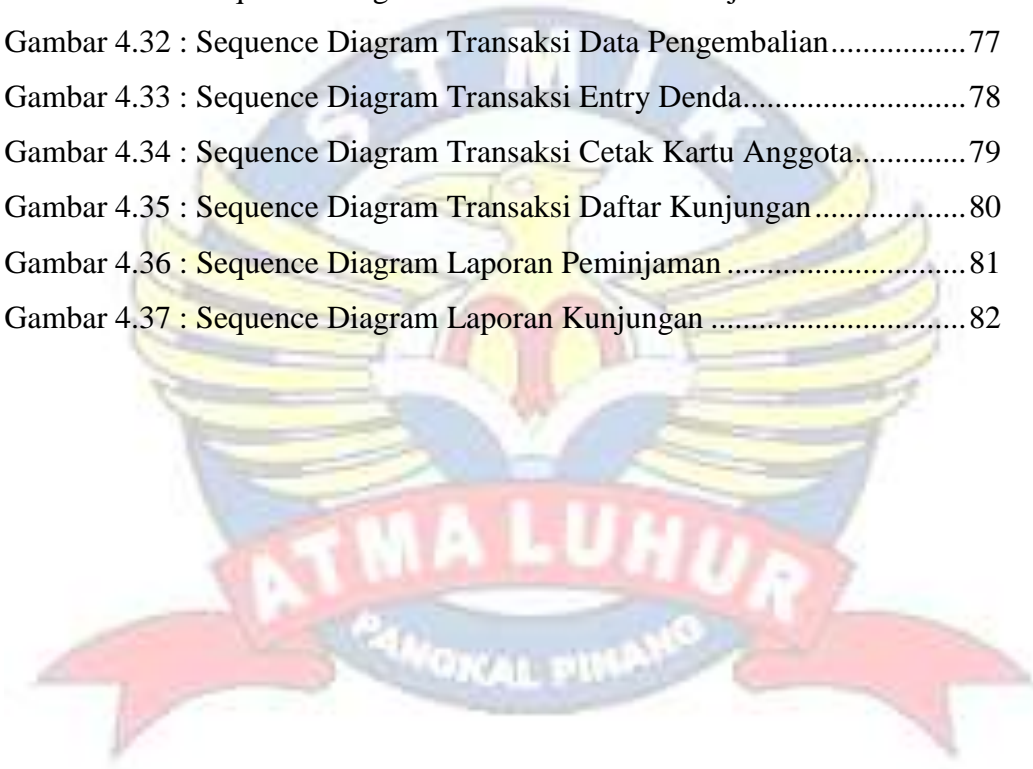 Gambar 4.32 : Sequence Diagram Transaksi Data Pengembalian................77
Gambar 4.33 : Sequence Diagram Transaksi Entry Denda..........................78
Gambar 4.34 : Sequence Diagram Transaksi Cetak Kartu Anggota..............79
Gambar 4.35 : Sequence Diagram Transaksi Daftar Kunjungan..................80
Gambar 4.36 : Sequence Diagram Laporan Peminjaman ............................81
Gambar 4.37 : Sequence Diagram Laporan Kunjungan ..............................82
STMIK
ATMA LUHUR
PANGKAL PINANG